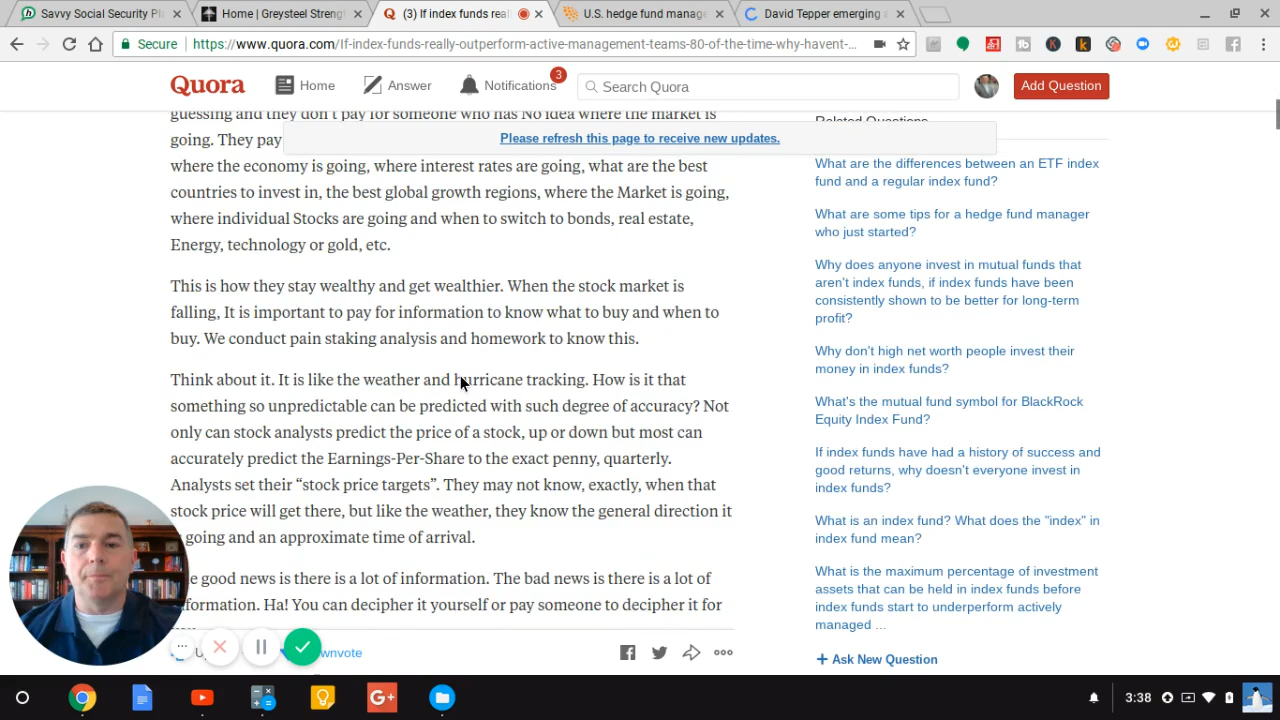 Savvy Social Security Pl
Home | Greysteel Streng
(3) If index funds rea
U.S. hedge fund manag
David Tepper emerging
Secure
https://www.quora.com/If-index-funds-really-outperform-active-management-teams-80-of-the-time-why-havent-...
Quora
Home
Answer
Notifications
3
Search Quora
Add Question
guessing and they don't pay for someone who has No idea where the market is
going. They pay
Please refresh this page to receive new updates.
where the economy is going, where interest rates are going, what are the best
countries to invest in, the best global growth regions, where the Market is going,
where individual Stocks are going and when to switch to bonds, real estate,
Energy, technology or gold, etc.
This is how they stay wealthy and get wealthier. When the stock market is
falling, It is important to pay for information to know what to buy and when to
buy. We conduct pain staking analysis and homework to know this.
Think about it. It is like the weather and hurricane tracking. How is it that
something so unpredictable can be predicted with such degree of accuracy? Not
only can stock analysts predict the price of a stock, up or down but most can
accurately predict the Earnings-Per-Share to the exact penny, quarterly.
Analysts set their “stock price targets”. They may not know, exactly, when that
stock price will get there, but like the weather, they know the general direction it
going and an approximate time of arrival.
good news is there is a lot of information. The bad news is there is a lot of
formation. Ha! You can decipher it yourself or pay someone to decipher it for
wnvote
Related Questions
What are the differences between an ETF index
fund and a regular index fund?
What are some tips for a hedge fund manager
who just started?
Why does anyone invest in mutual funds that
aren't index funds, if index funds have been
consistently shown to be better for long-term
profit?
Why don't high net worth people invest their
money in index funds?
What's the mutual fund symbol for BlackRock
Equity Index Fund?
If index funds have had a history of success and
good returns, why doesn't everyone invest in
index funds?
What is an index fund? What does the "index" in
index fund mean?
What is the maximum percentage of investment
assets that can be held in index funds before
index funds start to underperform actively
managed ...
Ask New Question
3:38